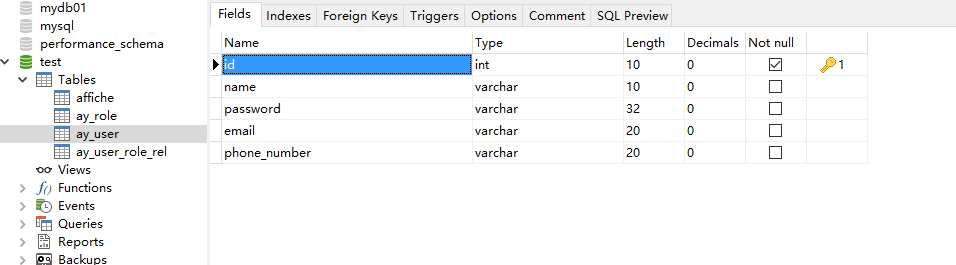 mydb01
mysql
performance_schema
test
Tables
affiche
ay_role
ay_user
ay_user_role_rel
Views
f() Functions
Events
Queries
Reports
Backups
Fields Indexes Foreign Keys Triggers Options Comment SQL Preview
Name Type Length Decimals Not null
id int 10 0 1
name varchar 10 0
password varchar 32 0
email varchar 20 0
phone_number varchar 20 0